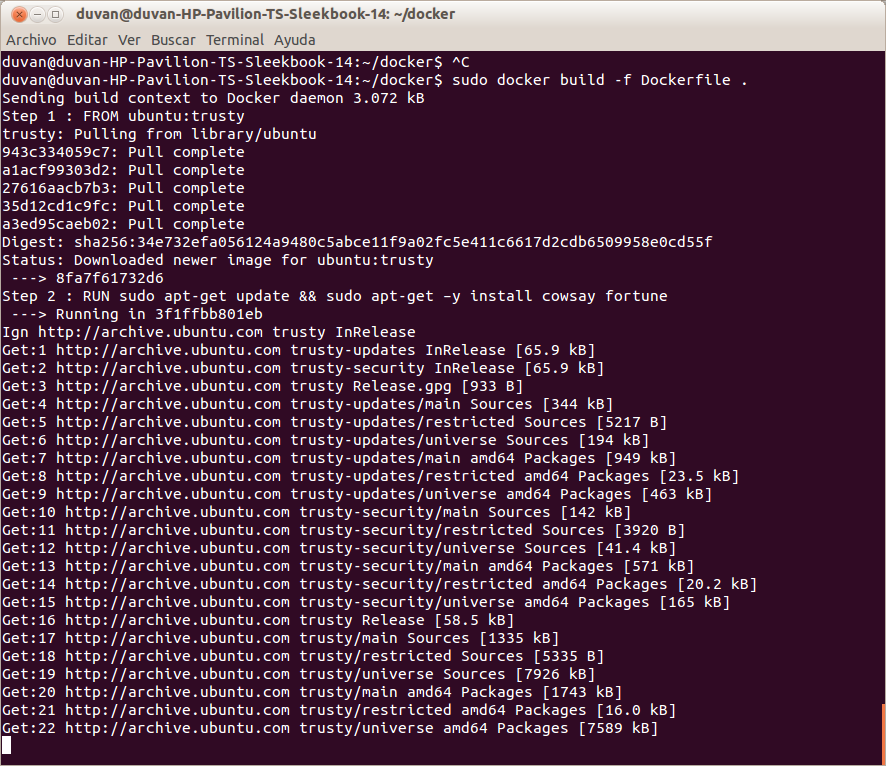 duvan@duvan-HP-Pavilion-TS-Sleekbook-14: ~/docker
Archivo Editar Ver Buscar Terminal Ayuda
duvan@duvan-HP-Pavilion-TS-Sleekbook-14:~/docker$ ^C
duvan@duvan-HP-Pavilion-TS-Sleekbook-14:~/docker$ sudo docker build -f Dockerfile .
Sending build context to Docker daemon 3.072 kB
Step 1 : FROM ubuntu:trusty
trusty: Pulling from library/ubuntu
943c334059c7: Pull complete
a1acf99303d2: Pull complete
27616aacb7b3: Pull complete
35d12cd1c9fc: Pull complete
a3ed95caeb02: Pull complete
Digest: sha256:34e732efa056124a9480c5abce11f9a02fc5e411c6617d2cdb6509958e0cd55f
Status: Downloaded newer image for ubuntu:trusty
 ---> 8fa7f61732d6
Step 2 : RUN sudo apt-get update && sudo apt-get -y install cowsay fortune
 ---> Running in 3f1ffbb801eb
Ign http://archive.ubuntu.com trusty InRelease
Get:1 http://archive.ubuntu.com trusty-updates InRelease [65.9 kB]
Get:2 http://archive.ubuntu.com trusty-security InRelease [65.9 kB]
Get:3 http://archive.ubuntu.com trusty Release.gpg [933 B]
Get:4 http://archive.ubuntu.com trusty-updates/main Sources [344 kB]
Get:5 http://archive.ubuntu.com trusty-updates/restricted Sources [5217 B]
Get:6 http://archive.ubuntu.com trusty-updates/universe Sources [194 kB]
Get:7 http://archive.ubuntu.com trusty-updates/main amd64 Packages [949 kB]
Get:8 http://archive.ubuntu.com trusty-updates/restricted amd64 Packages [23.5 kB]
Get:9 http://archive.ubuntu.com trusty-updates/universe amd64 Packages [463 kB]
Get:10 http://archive.ubuntu.com trusty-security/main Sources [142 kB]
Get:11 http://archive.ubuntu.com trusty-security/restricted Sources [3920 B]
Get:12 http://archive.ubuntu.com trusty-security/universe Sources [41.4 kB]
Get:13 http://archive.ubuntu.com trusty-security/main amd64 Packages [571 kB]
Get:14 http://archive.ubuntu.com trusty-security/restricted amd64 Packages [20.2 kB]
Get:15 http://archive.ubuntu.com trusty-security/universe amd64 Packages [165 kB]
Get:16 http://archive.ubuntu.com trusty Release [58.5 kB]
Get:17 http://archive.ubuntu.com trusty/main Sources [1335 kB]
Get:18 http://archive.ubuntu.com trusty/restricted Sources [5335 B]
Get:19 http://archive.ubuntu.com trusty/universe Sources [7926 kB]
Get:20 http://archive.ubuntu.com trusty/main amd64 Packages [1743 kB]
Get:21 http://archive.ubuntu.com trusty/restricted amd64 Packages [16.0 kB]
Get:22 http://archive.ubuntu.com trusty/universe amd64 Packages [7589 kB]